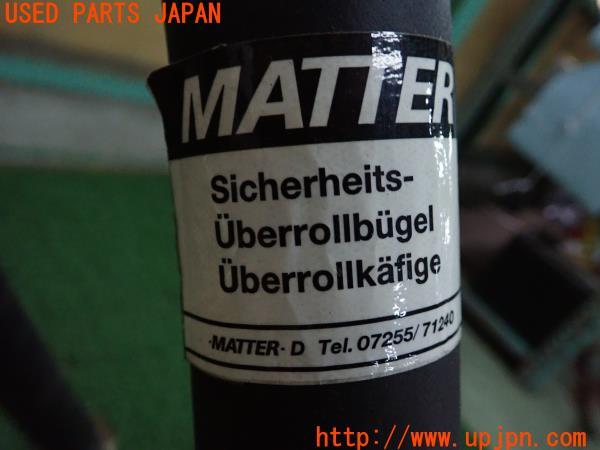 USED PARTS JAPAN
MATTER
Sicherheits-
Überrollbügel
Überrollkäfige
·MATTER· D Tel. 07255/71240
http://www.upjpn.com